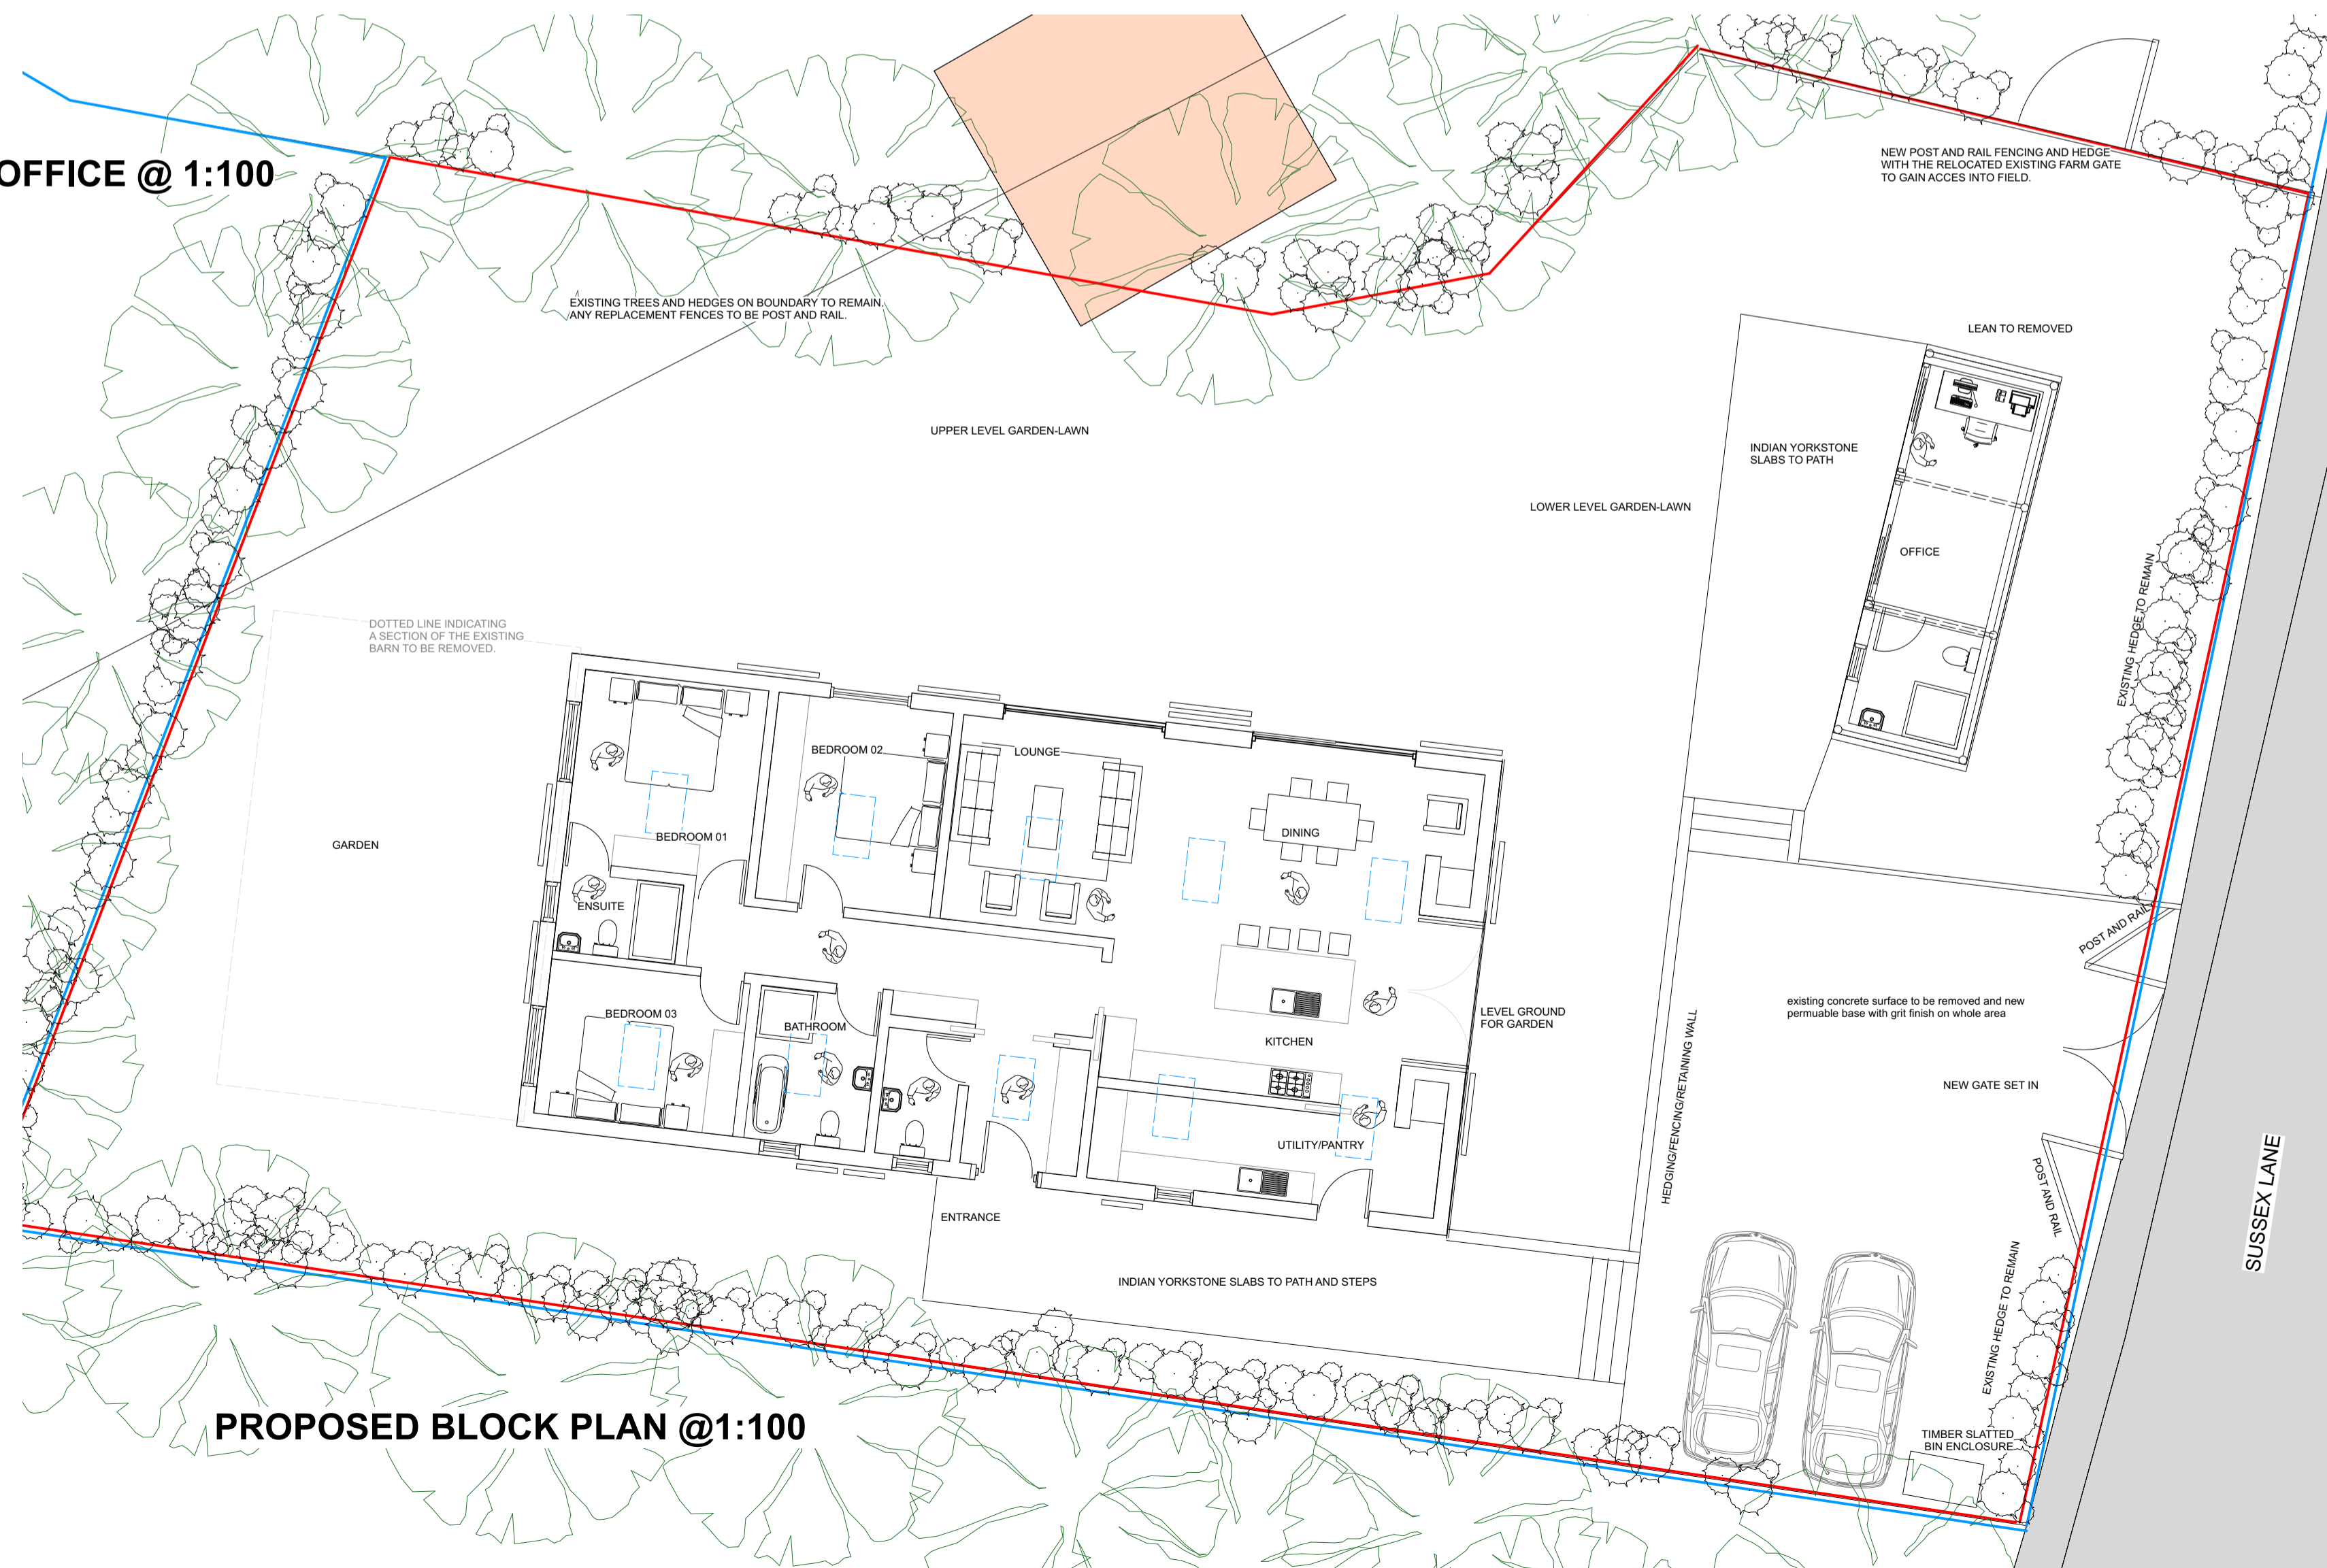 OFFICE @ 1:100
NEW POST AND RAIL FENCING AND HEDGE
WITH THE RELOCATED EXISTING FARM GATE
TO GAIN ACCES INTO FIELD.
EXISTING TREES AND HEDGES ON BOUNDARY TO REMAIN.
ANY REPLACEMENT FENCES TO BE POST AND RAIL.
LEAN TO REMOVED
UPPER LEVEL GARDEN-LAWN
INDIAN YORKSTONE
SLABS TO PATH
LOWER LEVEL GARDEN-LAWN
OFFICE
EXISTING HEDGE TO REMAIN
DOTTED LINE INDICATING
A SECTION OF THE EXISTING
BARN TO BE REMOVED.
BEDROOM 02
LOUNGE
BEDROOM 01
DINING
GARDEN
ENSUITE
POST AND RAIL
existing concrete surface to be removed and new
permuable base with grit finish on whole area
BEDROOM 03
BATHROOM
LEVEL GROUND
FOR GARDEN
KITCHEN
HEDGING/FENCING/RETAINING WALL
NEW GATE SET IN
UTILITY/PANTRY
POST AND RAIL
SUSSEX LANE
ENTRANCE
INDIAN YORKSTONE SLABS TO PATH AND STEPS
EXISTING HEDGE TO REMAIN
PROPOSED BLOCK PLAN @1:100
TIMBER SLATTED
BIN ENCLOSURE